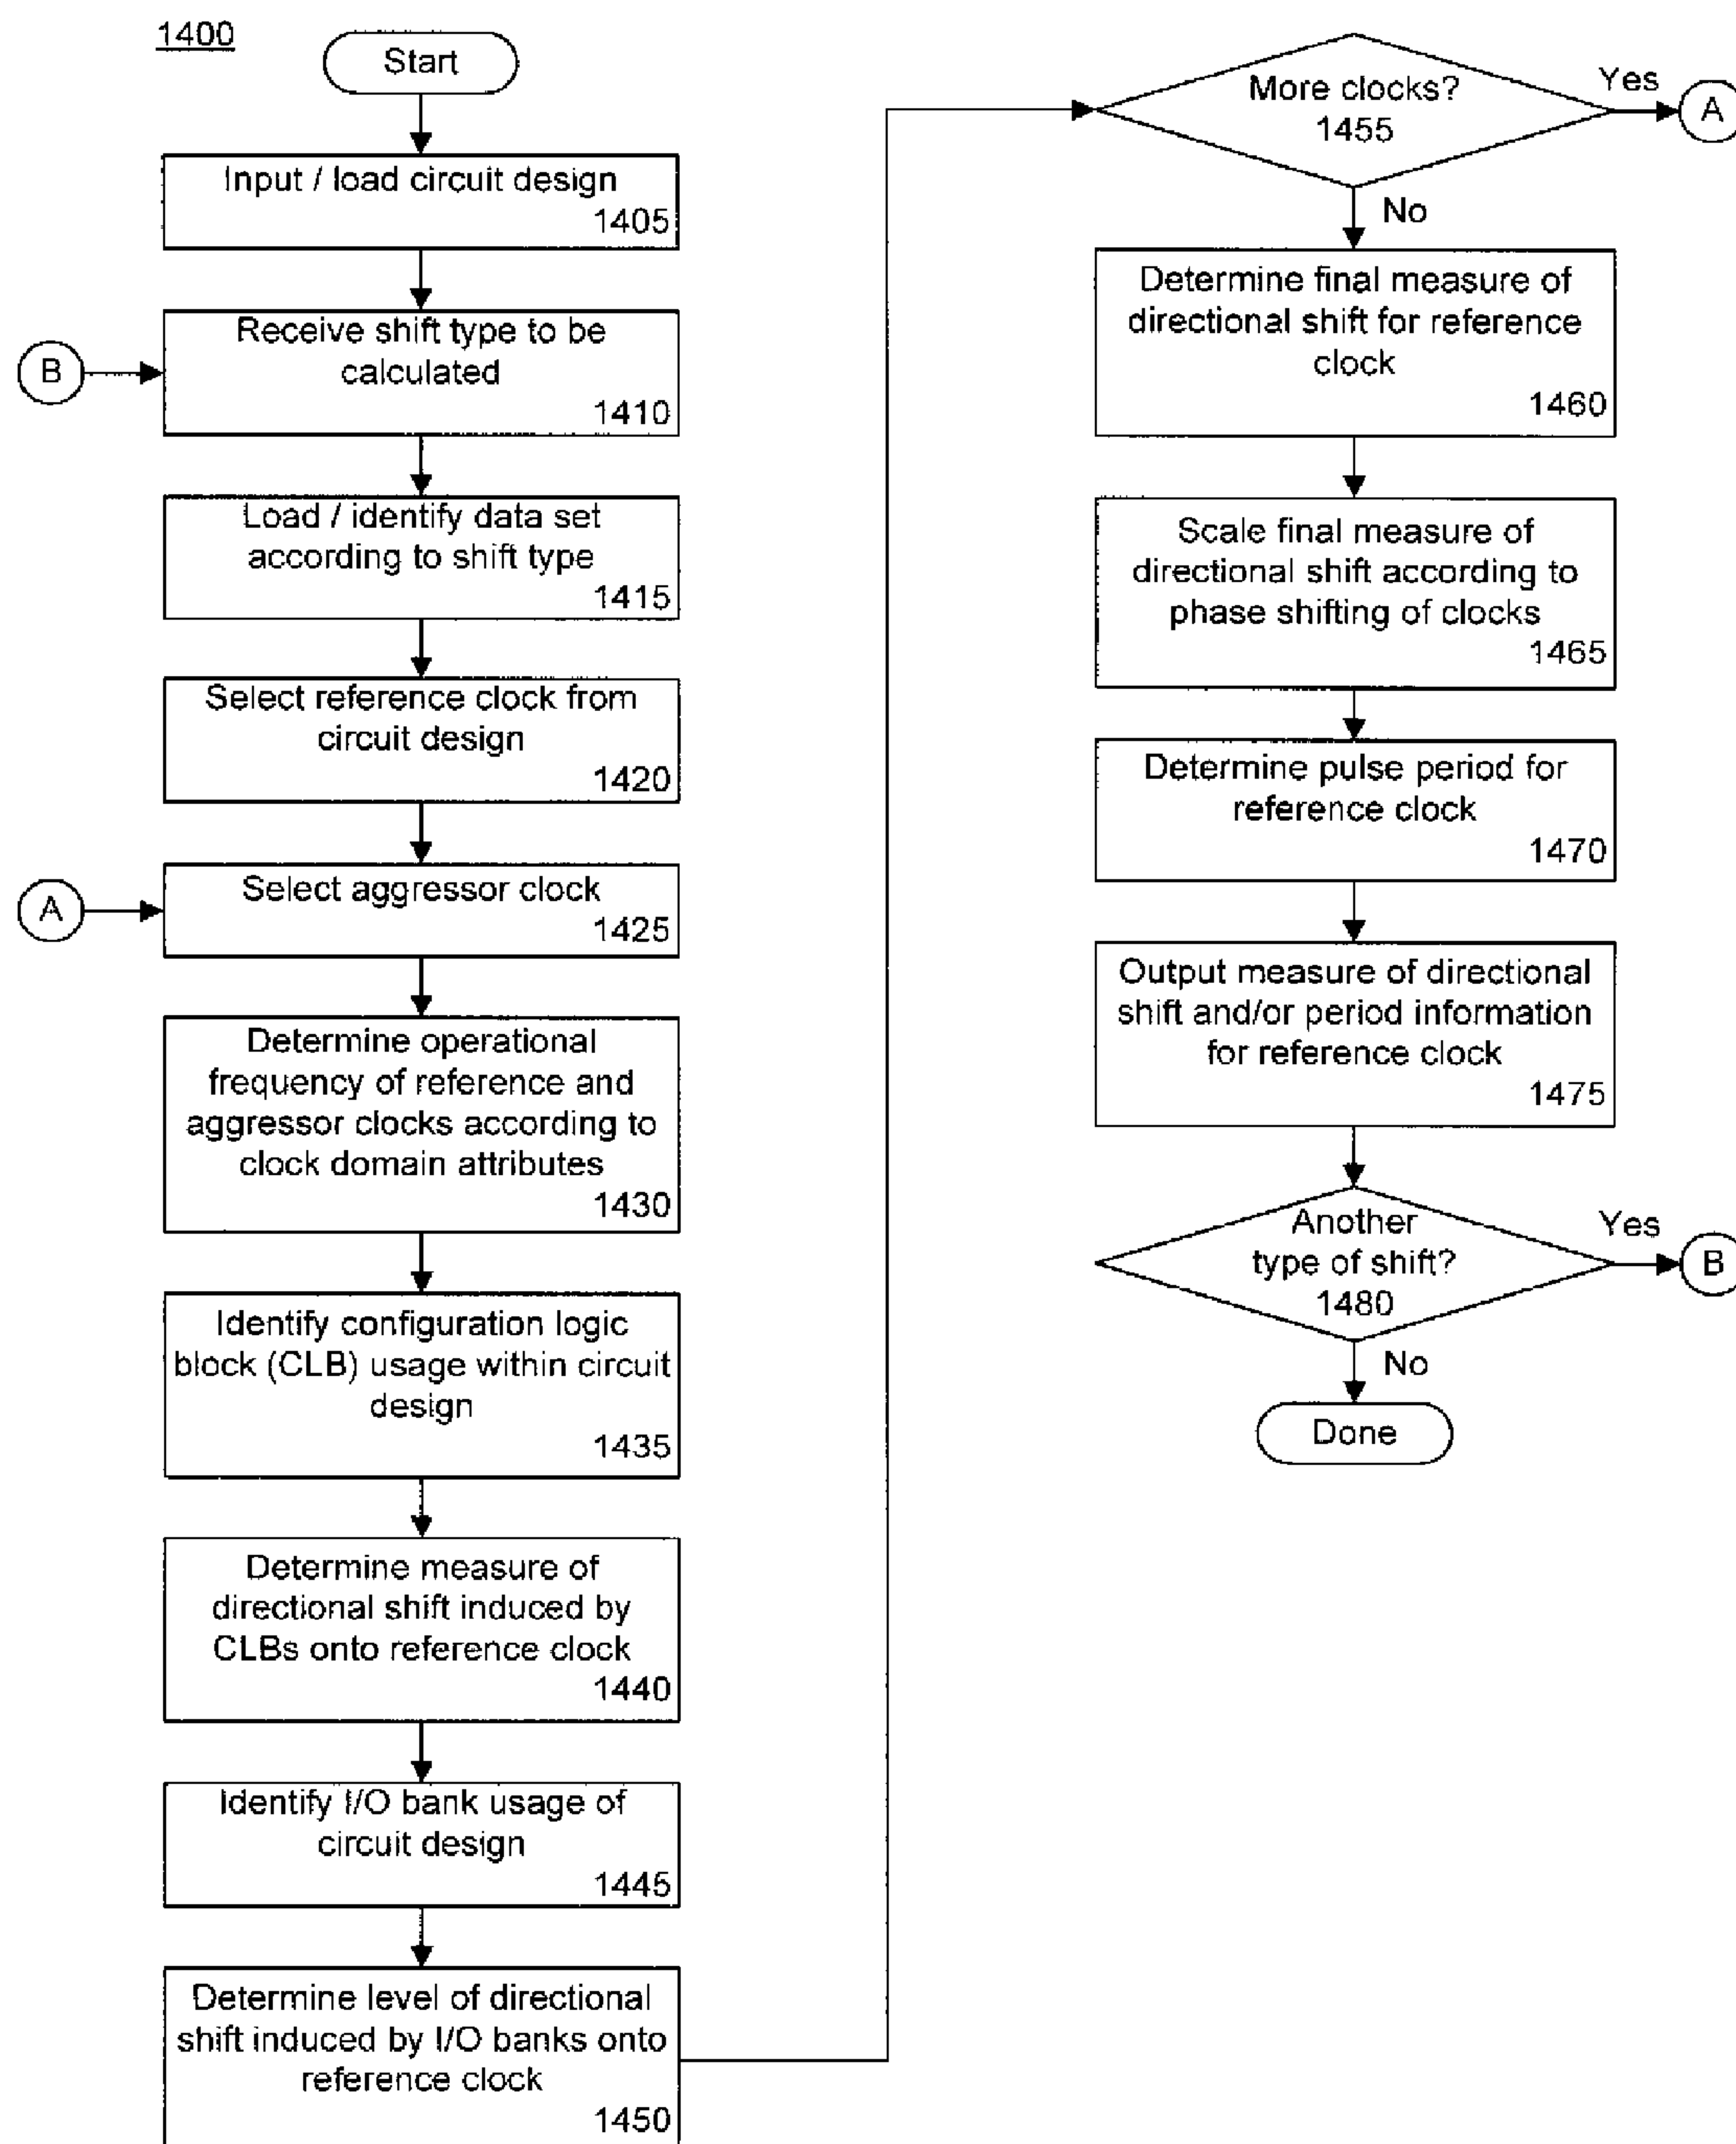 1400
Start
Input / load circuit design
1405
B
Receive shift type to be
calculated
1410
Load / identify data set
according to shift type
1415
Select reference clock from
circuit design
1420
A
Select aggressor clock
1425
Determine operational
frequency of reference and
aggressor clocks according to
clock domain attributes
1430
Identify configuration logic
block (CLB) usage within circuit
design
1435
Determine measure of
directional shift induced by
CLBs onto reference clock
1440
Identify I/O bank usage of
circuit design
1445
Determine level of directional
shift induced by I/O banks onto
reference clock
1450
More clocks?
1455
Yes
A
No
Determine final measure of
directional shift for reference
clock
1460
Scale final measure of
directional shift according to
phase shifting of clocks
1465
Determine pulse period for
reference clock
1470
Output measure of directional
shift and/or period information
for reference clock
1475
Another
type of shift?
1480
Yes
B
No
Done